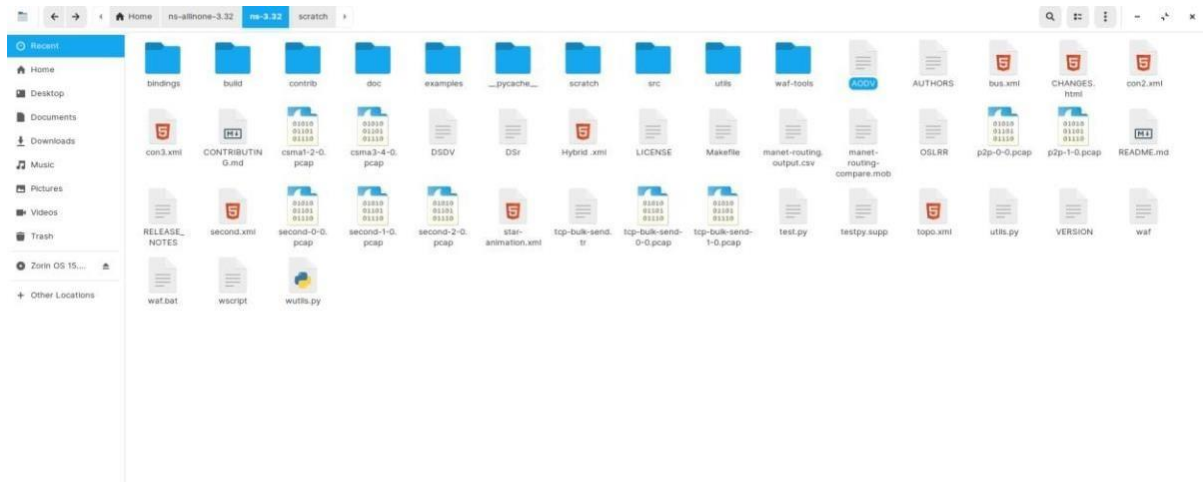 Home ns-allinone-3.32 ns-3.32 scratch
Recent
Home
Desktop
Documents
Downloads
Music
Pictures
Videos
Trash
Zorin OS 15....
+ Other Locations
bindings build contrib doc examples __pycache__ scratch src utils waf-tools AODV AUTHORS bus.xml CHANGES. con2.xml
html
con3.xml CONTRIBUTIN csma1-2-0. csma3-4-0. DSDV DSr Hybrid .xml LICENSE Makefile manet-routing. manet- OSLRR p2p-0-0.pcap p2p-1-0.pcap README.md
G.md pcap pcap output.csv routing-
compare.mob
RELEASE_ second.xml second-0-0. second-1-0. second-2-0. star- tcp-bulk-send. tcp-bulk-send- tcp-bulk-send- test.py testpy.supp topo.xml utils.py VERSION waf
NOTES pcap pcap pcap animation.xml tr 0-0.pcap 1-0.pcap
waf.bat wscript wutils.py